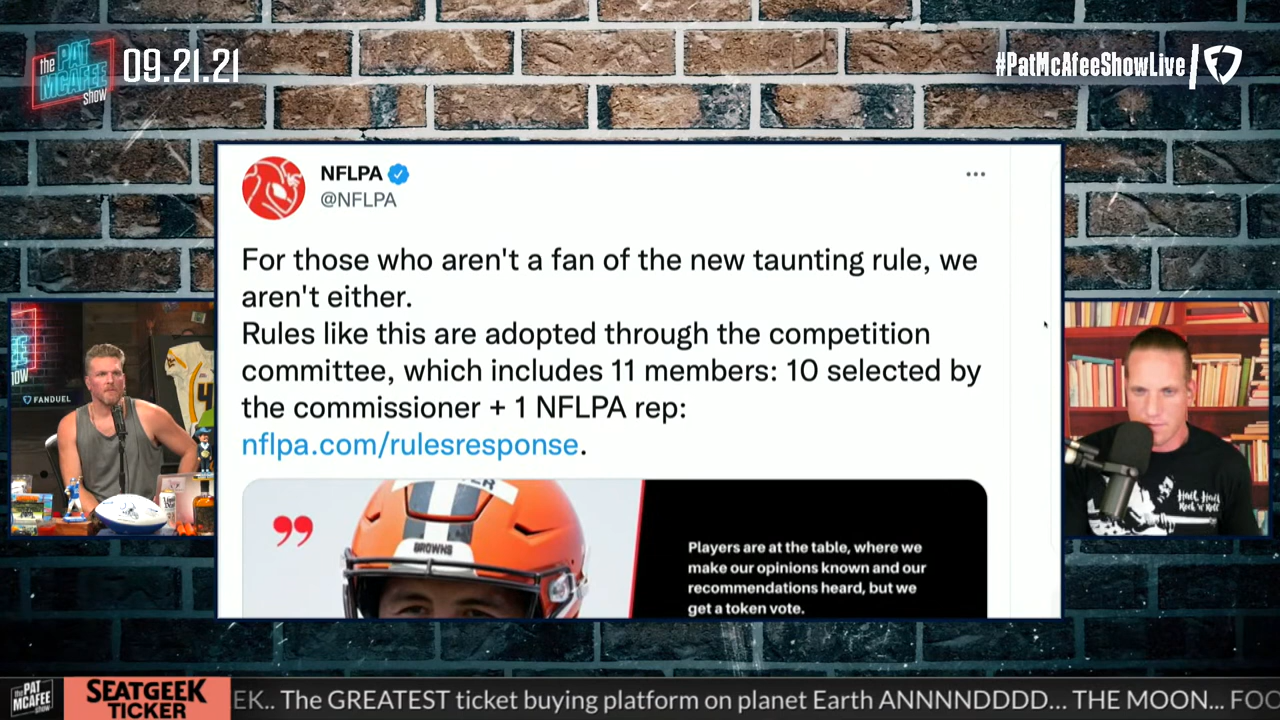 the
PAT
MCAFEE
show
09.21.21
#PatMcAfeeShowLive
NFLPA
@NFLPA
For those who aren't a fan of the new taunting rule, we
aren't either.
Rules like this are adopted through the competition
committee, which includes 11 members: 10 selected by
the commissioner + 1 NFLPA rep:
nflpa.com/rulesresponse.
BROWNS
Players are at the table, where we
make our opinions known and our
recommendations heard, but we
get a token vote.
FANDUEL
Rock 'n' Roll
the
PAT
MCAFEE
show
SEATGEEK
TICKER
EK.. The GREATEST ticket buying platform on planet Earth ANNNNDDDD... THE MOON... FOO